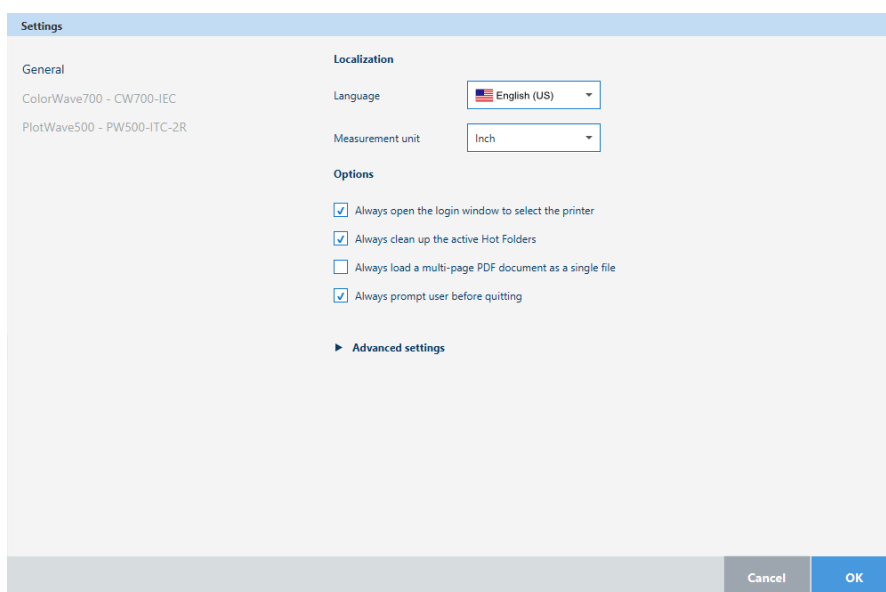 Settings
General
ColorWave700 - CW700-IEC
PlotWave500 - PW500-ITC-2R
Localization
Language English (US)
Measurement unit Inch
Options
Always open the login window to select the printer
Always clean up the active Hot Folders
Always load a multi-page PDF document as a single file
Always prompt user before quitting
Advanced settings
Cancel OK